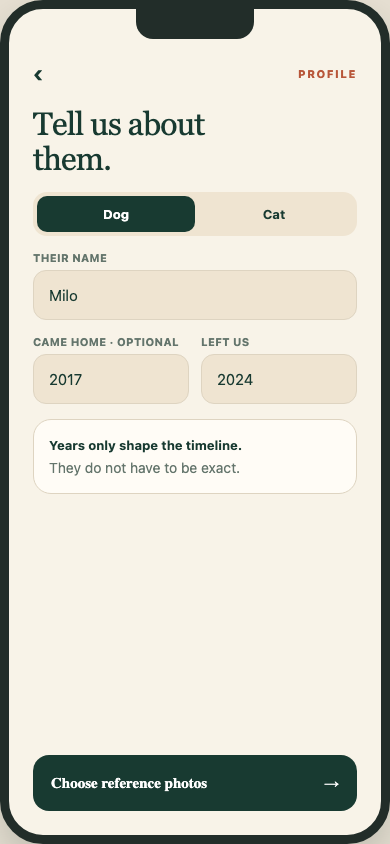 ‹
PROFILE
Tell us about
them.
Dog
Cat
THEIR NAME
Milo
CAME HOME · OPTIONAL
LEFT US
2017
2024
Years only shape the timeline.
They do not have to be exact.
Choose reference photos →